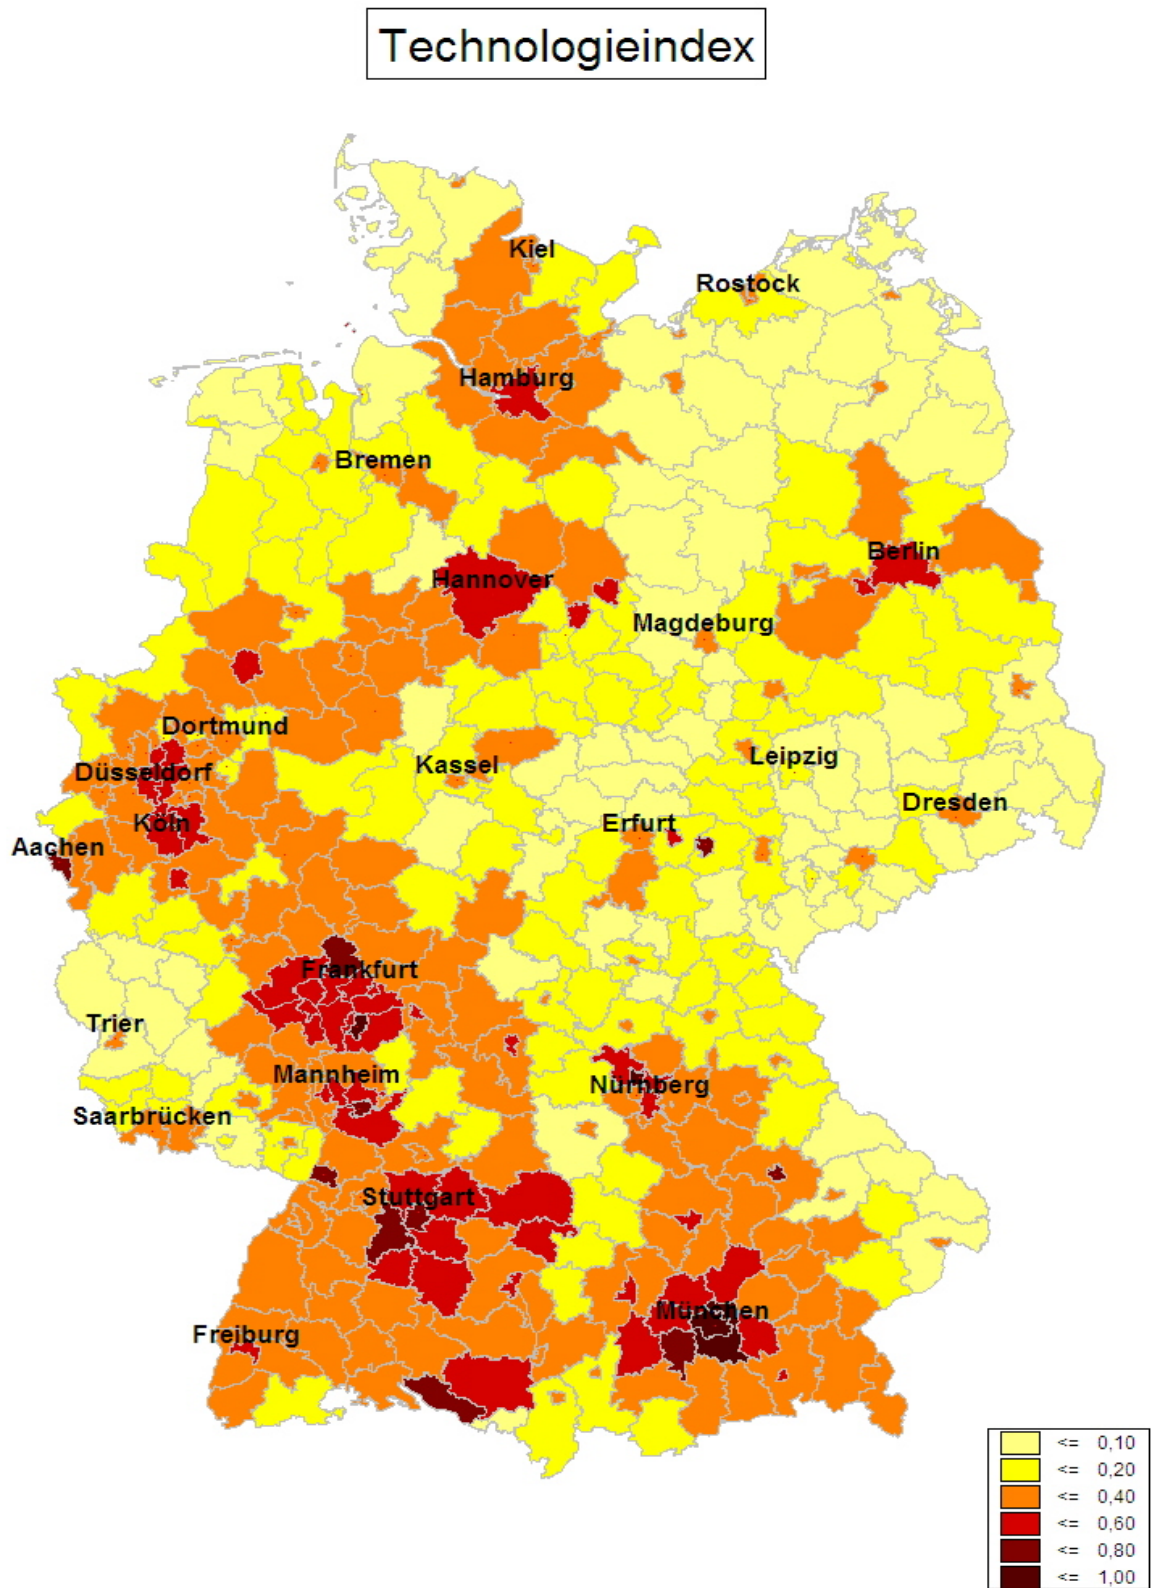 Technologieindex
Kiel
Rostock
Hamburg
Bremen
Berlin
Hannover
Magdeburg
Dortmund
Leipzig
Kassel
Düsseldorf
Dresden
Köln
Erfurt
Aachen
Frankfurt
Trier
Mannheim
Nürnberg
Saarbrücken
Stuttgart
München
Freiburg
<= 0,10
<= 0,20
<= 0,40
<= 0,60
<= 0,80
<= 1,00